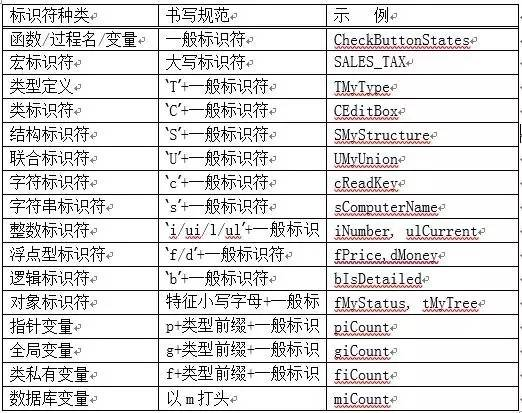 标识符种类 书写规范 示 例
函数/过程名/变量 一般标识符 CheckButtonStates
宏标识符 大写标识符 SALES_TAX
类型定义 ‘T’+一般标识符 TMyType
类标识符 ‘C’+一般标识符 CEditBox
结构标识符 ‘S’+一般标识符 SMyStructure
联合标识符 ‘U’+一般标识符 UMyUnion
字符标识符 ‘c’+一般标识符 cReadKey
字符串标识符 ‘s’+一般标识符 sComputerName
整数标识符 ‘i/ui/l/ul’+一般标识 iNumber, ulCurrent
浮点型标识符 ‘f/d’+一般标识符 fPrice,dMoney
逻辑标识符 ‘b’+一般标识符 bIsDetailed
对象标识符 特征小写字母+一般标 fMyStatus, tMyTree
指针变量 p+类型前缀+一般标识 piCount
全局变量 g+类型前缀+一般标识 giCount
类私有变量 f+类型前缀+一般标识 fiCount
数据库变量 以m打头 miCount